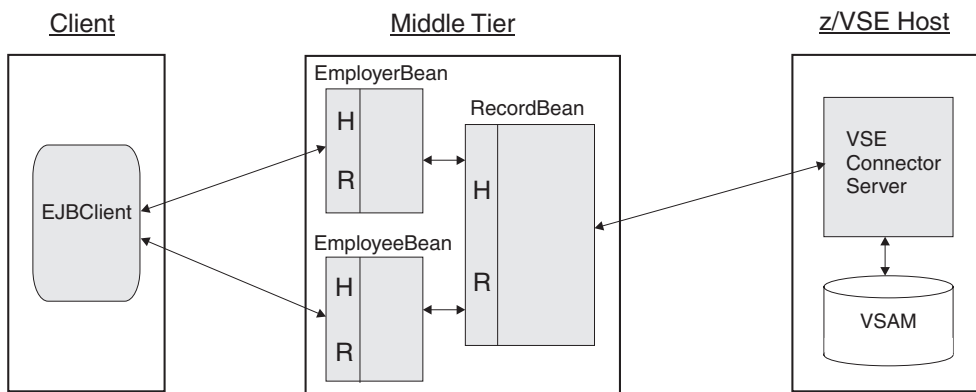 Client
Middle Tier
z/VSE Host
EmployerBean
H
R
RecordBean
H
R
EmployeeBean
H
R
EJBClient
VSE
Connector
Server
VSAM